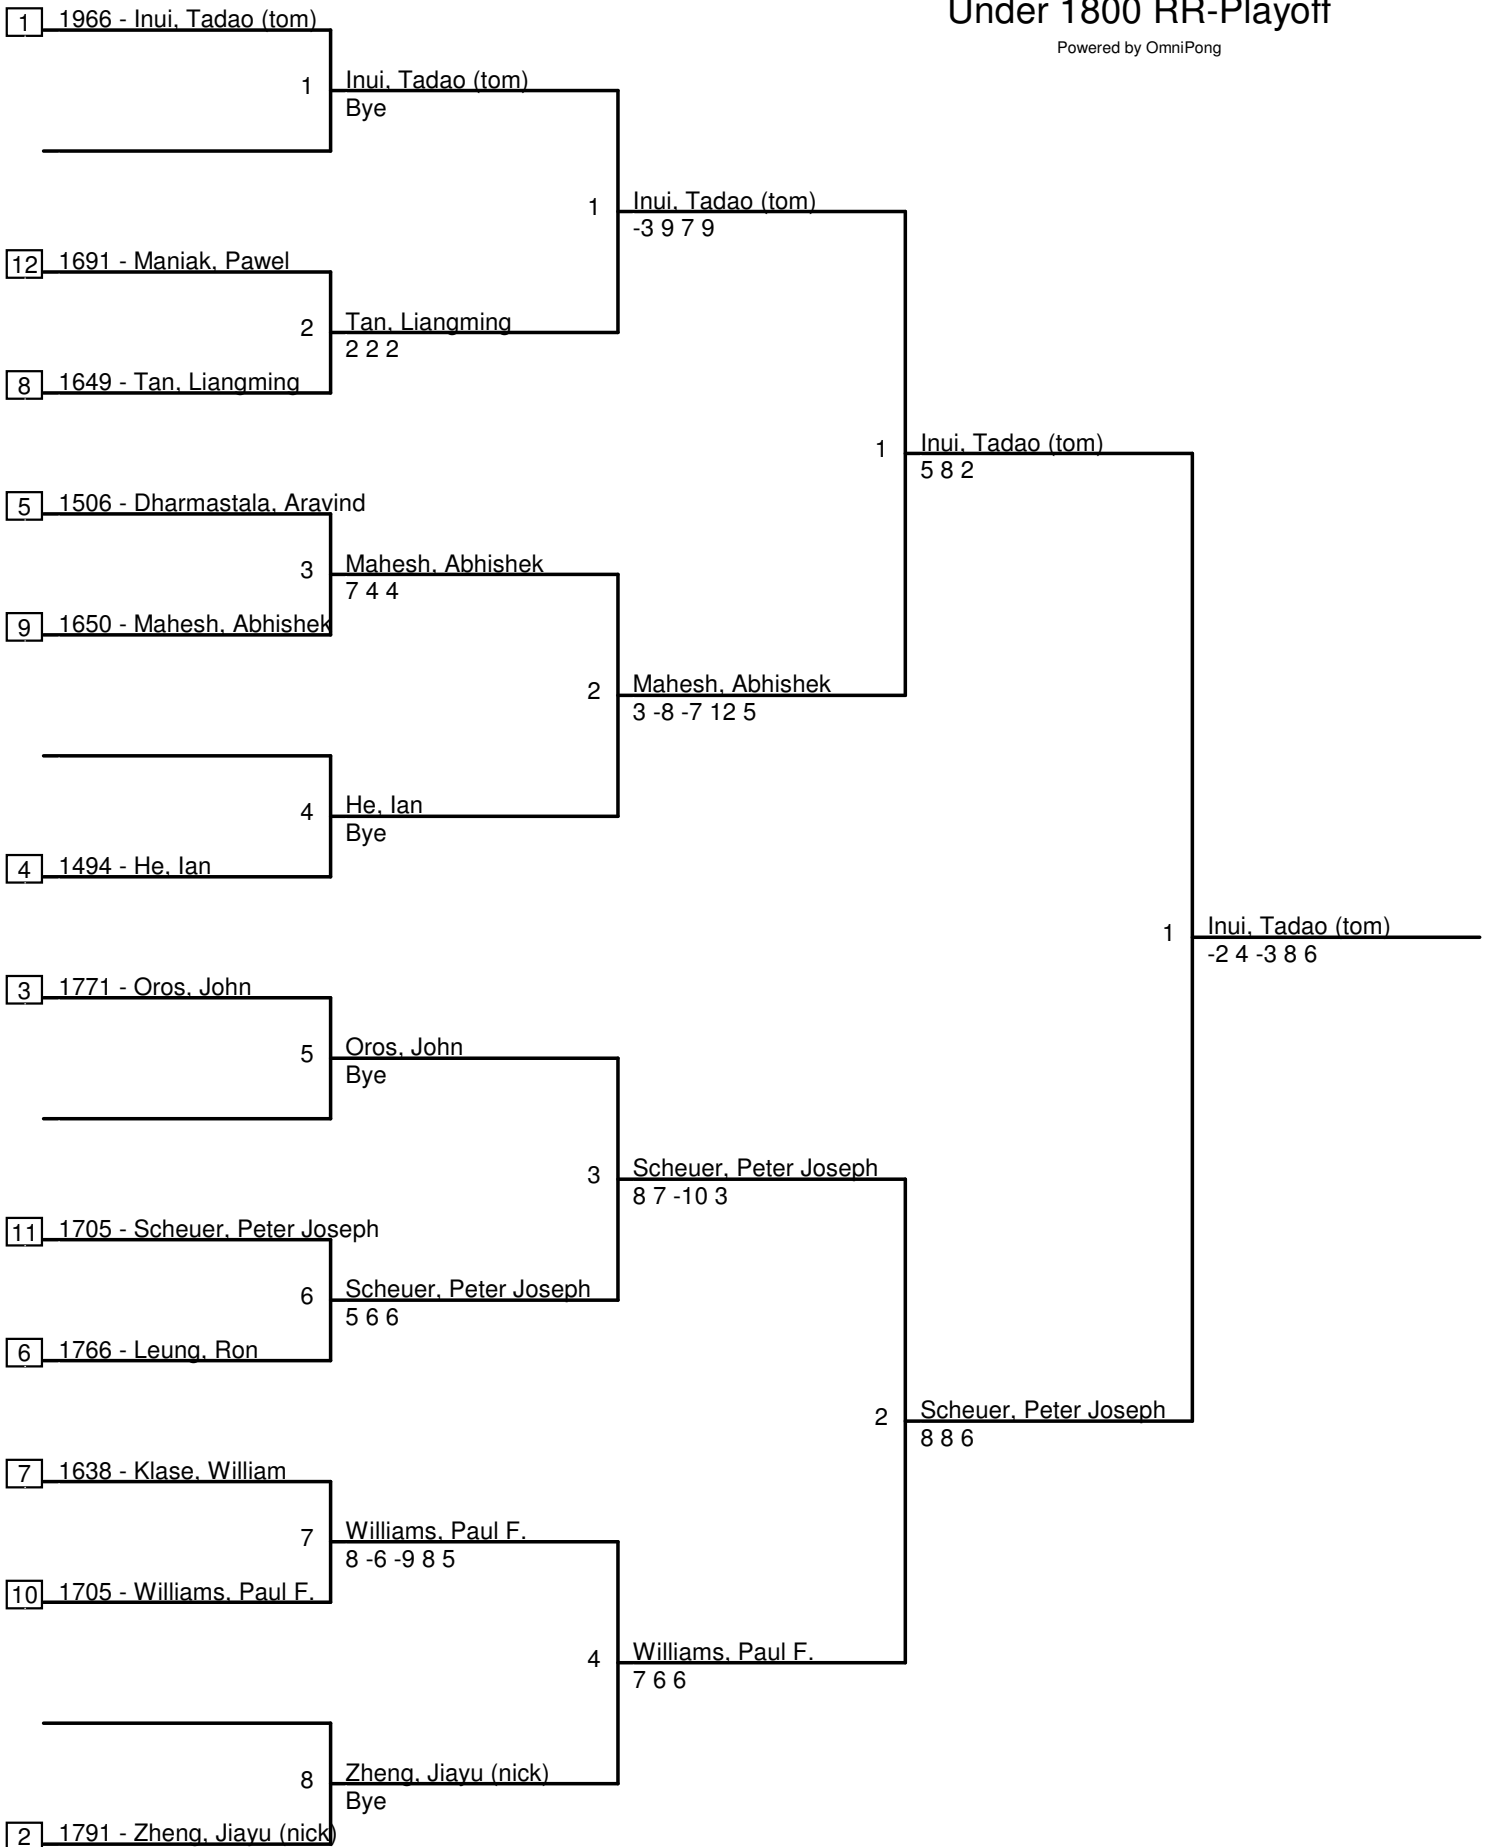 Under 1800 RR-Playoff
Powered by OmniPong
1 1966 - Inui, Tadao (tom)
1 Inui, Tadao (tom)
Bye
1 Inui, Tadao (tom)
-3 9 7 9
12 1691 - Maniak, Pawel
2 Tan, Liangming
2 2 2
8 1649 - Tan, Liangming
1 Inui, Tadao (tom)
5 8 2
5 1506 - Dharmastala, Aravind
3 Mahesh, Abhishek
7 4 4
9 1650 - Mahesh, Abhishek
2 Mahesh, Abhishek
3 -8 -7 12 5
4 He, Ian
Bye
4 1494 - He, Ian
1 Inui, Tadao (tom)
-2 4 -3 8 6
3 1771 - Oros, John
5 Oros, John
Bye
3 Scheuer, Peter Joseph
8 7 -10 3
11 1705 - Scheuer, Peter Joseph
6 Scheuer, Peter Joseph
5 6 6
6 1766 - Leung, Ron
2 Scheuer, Peter Joseph
8 8 6
7 1638 - Klase, William
7 Williams, Paul F.
8 -6 -9 8 5
10 1705 - Williams, Paul F.
4 Williams, Paul F.
7 6 6
8 Zheng, Jiayu (nick)
Bye
2 1791 - Zheng, Jiayu (nick)